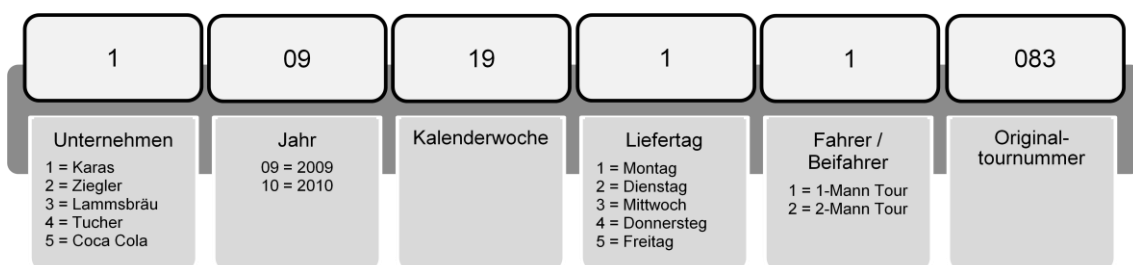 1
09
19
1
1
083
Unternehmen
1 = Karas
2 = Ziegler
3 = Lammsbräu
4 = Tucher
5 = Coca Cola
Jahr
09 = 2009
10 = 2010
Kalenderwoche
Liefertag
1 = Montag
2 = Dienstag
3 = Mittwoch
4 = Donnersteg
5 = Freitag
Fahrer /
Beifahrer
1 = 1-Mann Tour
2 = 2-Mann Tour
Original-
tournummer